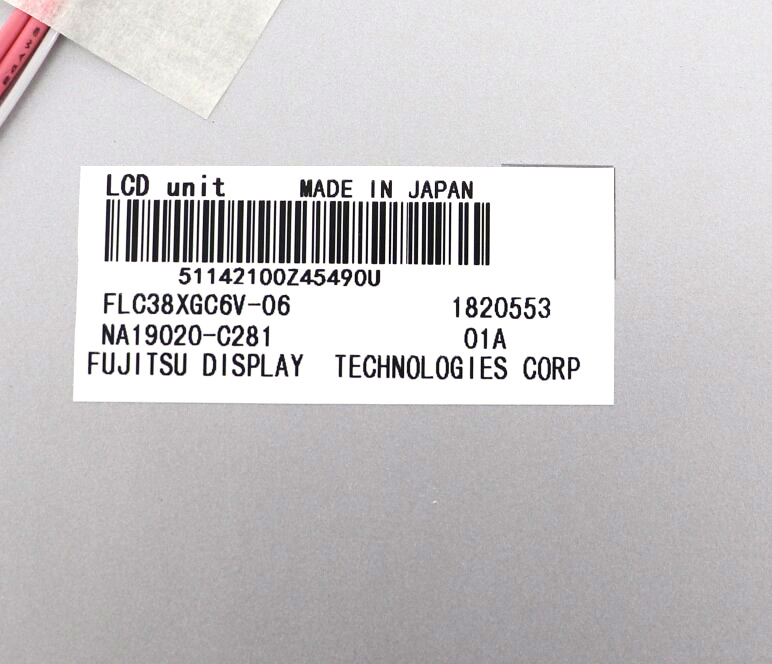 LCD unit MADE IN JAPAN
51142100Z45490U
FLC38XGC6V-06 1820553
NA19020-C281 01A
FUJITSU DISPLAY TECHNOLOGIES CORP